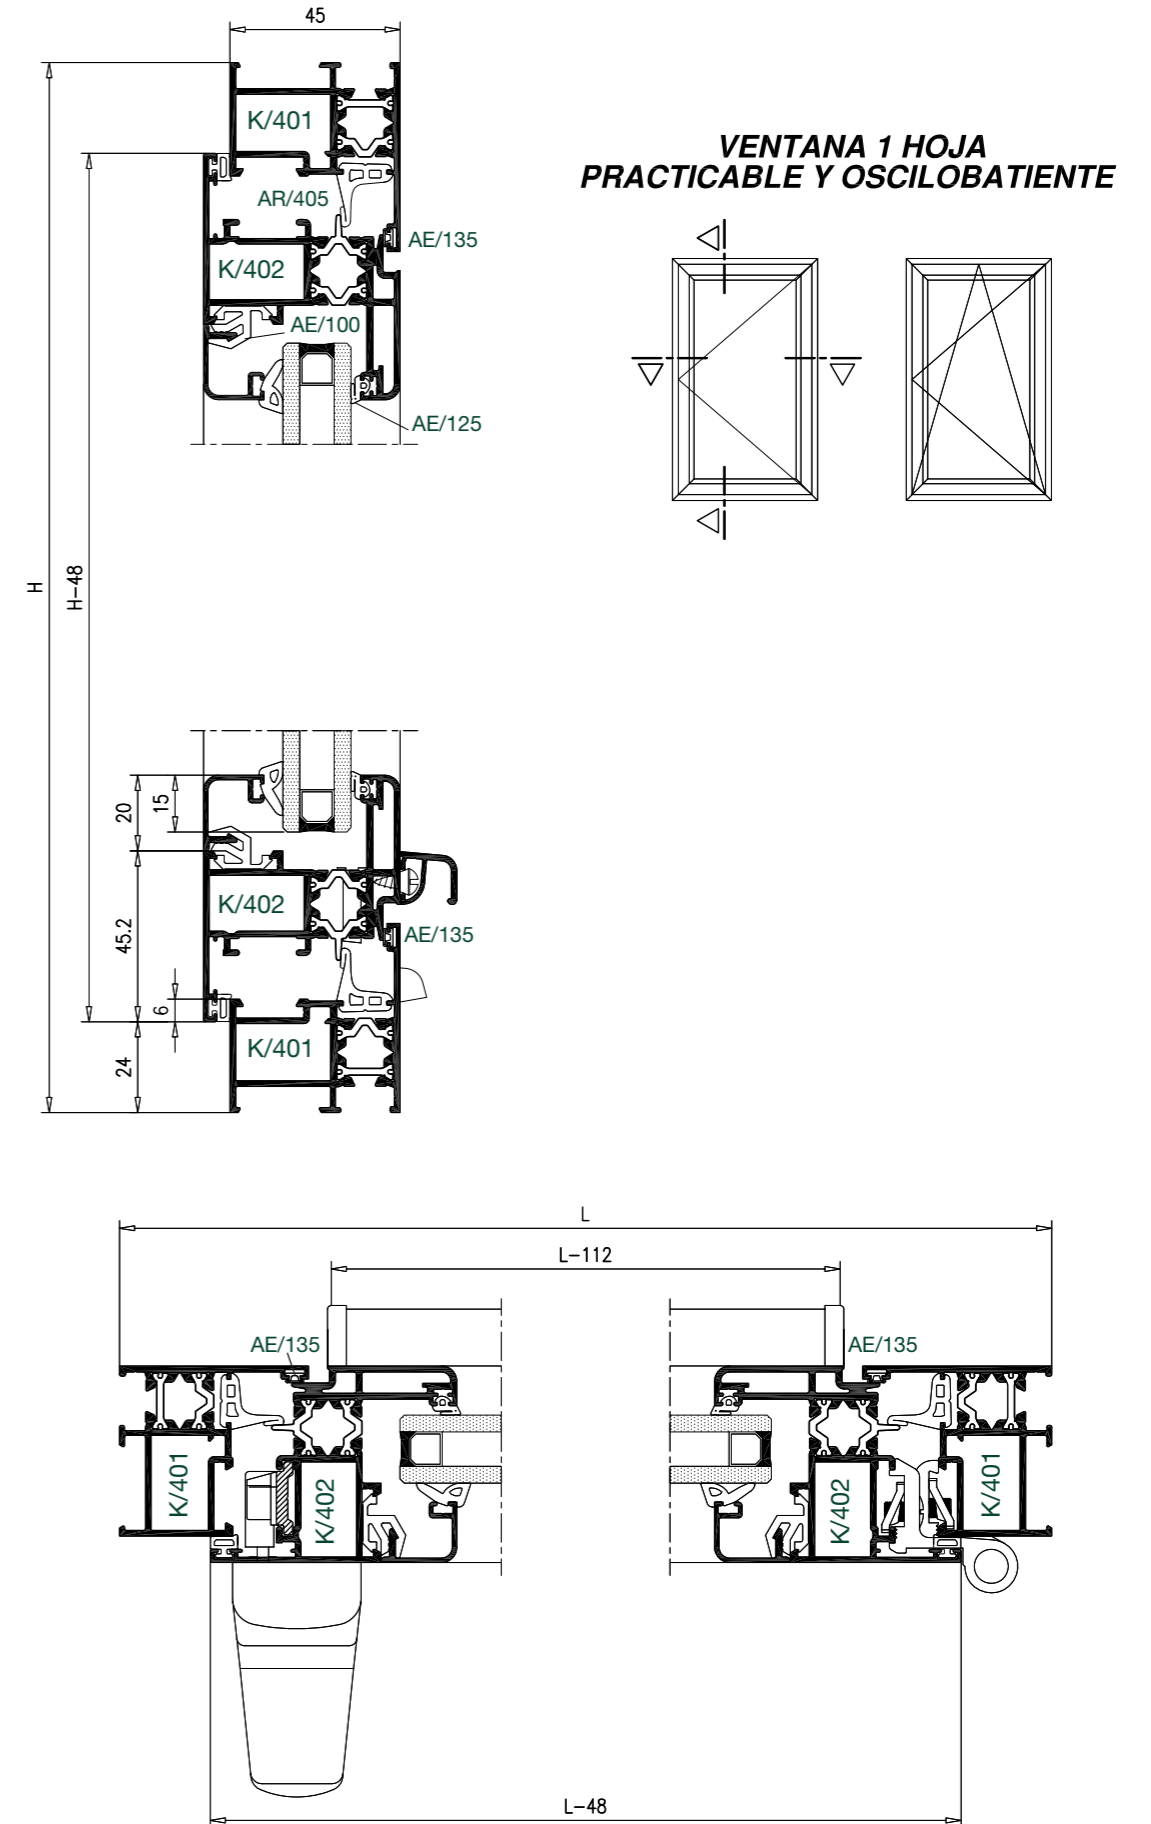 45
K/401
VENTANA 1 HOJA
PRACTICABLE Y OSCILOBATIENTE
AR/405
AE/135
K/402
AE/100
AE/125
H
H-48
20
15
K/402
45.2
AE/135
6
K/401
24
L
L-112
AE/135
AE/135
K/401
K/402
K/402
K/401
L-48